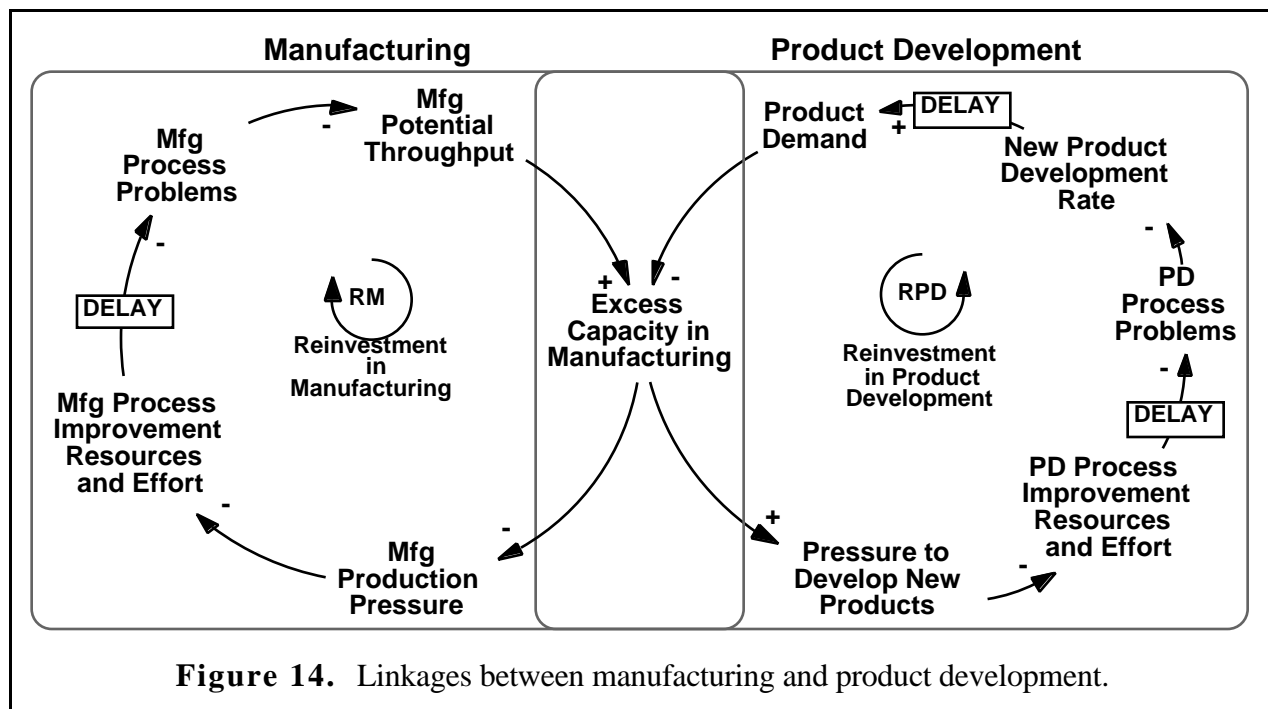 Manufacturing
Product Development
Mfg
Potential
Throughput
-
Mfg
Process
Problems
-
DELAY
Mfg Process
Improvement
Resources
and Effort
-
Mfg
Production
Pressure
-
RM
Reinvestment
in
Manufacturing
+
-
Excess
Capacity in
Manufacturing
Product
Demand
+
DELAY
New Product
Development
Rate
-
PD
Process
Problems
-
DELAY
PD Process
Improvement
Resources
and Effort
-
Pressure to
Develop New
Products
+
RPD
Reinvestment
in Product
Development
Figure 14. Linkages between manufacturing and product development.